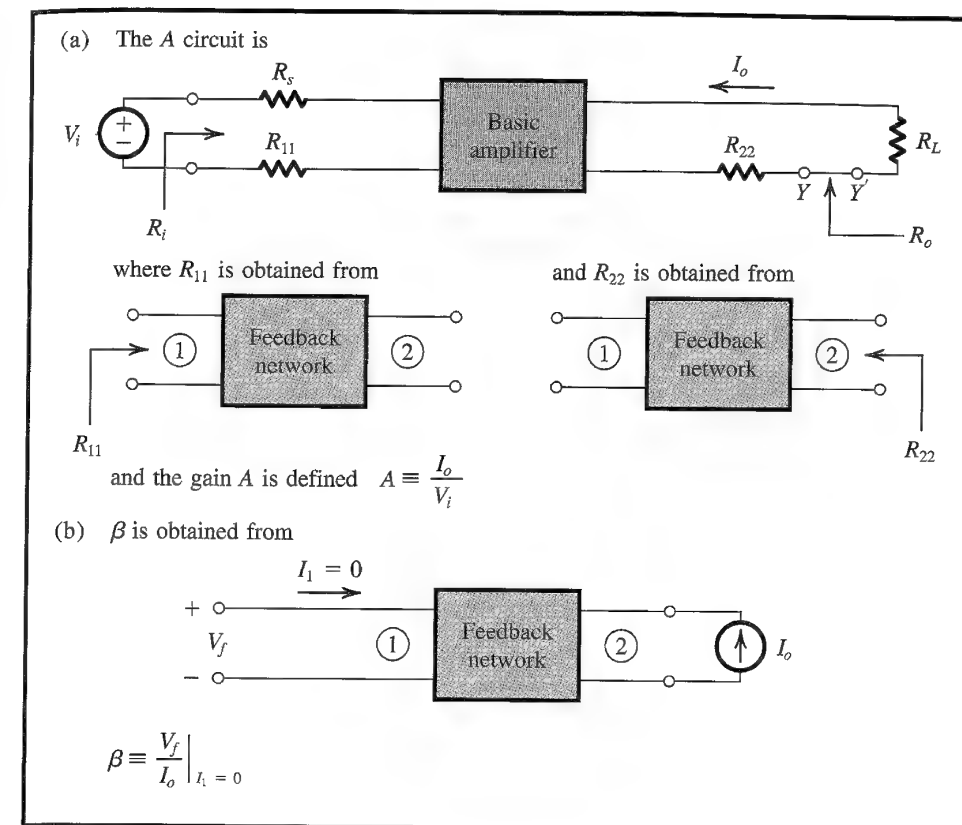 (a) The A circuit is
R_s
I_o
V_i
+
−
Basic
amplifier
R_11
R_22
R_L
Y
Y'
R_i
R_o
where R_11 is obtained from
and R_22 is obtained from
1
Feedback
network
2
1
Feedback
network
2
R_11
R_22
and the gain A is defined A ≡ I_o / V_i
(b) β is obtained from
I_1 = 0
+
V_f
−
1
Feedback
network
2
I_o
β ≡ V_f / I_o |_{I_1 = 0}